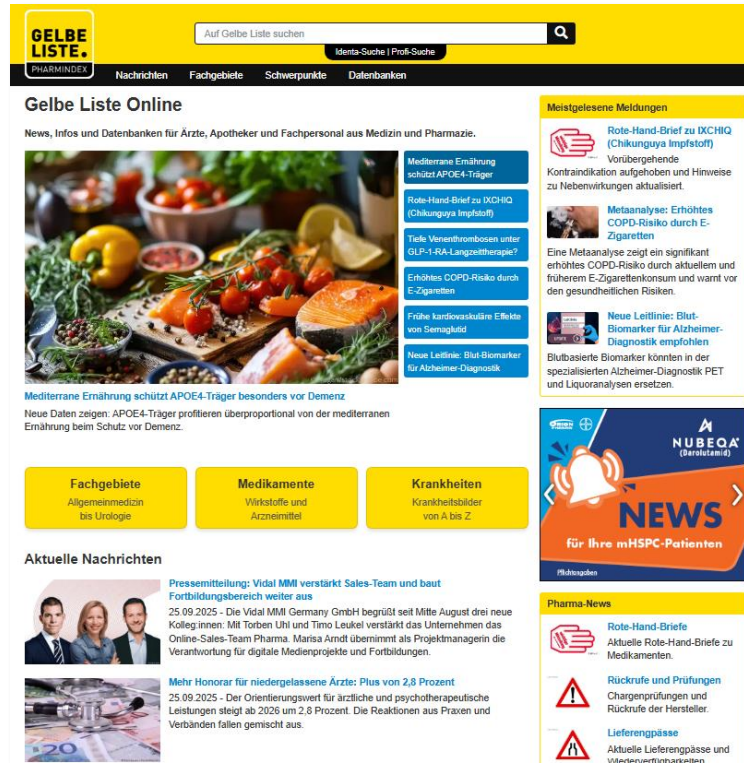 GELBE
LISTE.
PHARMINDEX
Auf Gelbe Liste suchen
Identa-Suche | Profi-Suche
Nachrichten Fachgebiete Schwerpunkte Datenbanken
Gelbe Liste Online
News, Infos und Datenbanken für Ärzte, Apotheker und Fachpersonal aus Medizin und Pharmazie.
Mediterrane Ernährung
schützt APOE4-Träger
Rote-Hand-Brief zu IXCHIQ
(Chikungunya Impfstoff)
Tiefe Venenthrombosen unter
GLP-1-RA-Langzeittherapie?
Erhöhtes COPD-Risiko durch
E-Zigaretten
Frühe kardiovaskuläre Effekte
von Semaglutid
Neue Leitlinie: Blut-Biomarker
für Alzheimer-Diagnostik
Mediterrane Ernährung schützt APOE4-Träger besonders vor Demenz
Neue Daten zeigen: APOE4-Träger profitieren überproportional von der mediterranen
Ernährung beim Schutz vor Demenz.
Fachgebiete
Allgemeinmedizin
bis Urologie
Medikamente
Wirkstoffe und
Arzneimittel
Krankheiten
Krankheitsbilder
von A bis Z
Aktuelle Nachrichten
Pressemitteilung: Vidal MMI verstärkt Sales-Team und baut
Fortbildungsbereich weiter aus
25.09.2025 - Die Vidal MMI Germany GmbH begrüßt seit Mitte August drei neue
Kolleg:innen: Mit Torben Uhl und Timo Leukel verstärkt das Unternehmen das
Online-Sales-Team Pharma. Marisa Arndt übernimmt als Projektmanagerin die
Verantwortung für digitale Medienprojekte und Fortbildungen.
Mehr Honorar für niedergelassene Ärzte: Plus von 2,8 Prozent
25.09.2025 - Der Orientierungswert für ärztliche und psychotherapeutische
Leistungen steigt ab 2026 um 2,8 Prozent. Die Reaktionen aus Praxen und
Verbänden fallen gemischt aus.
20
Meistgelesene Meldungen
Rote-Hand-Brief zu IXCHIQ
(Chikungunya Impfstoff)
Vorübergehende
Kontraindikation aufgehoben und Hinweise
zu Nebenwirkungen aktualisiert.
Metaanalyse: Erhöhtes
COPD-Risiko durch E-
Zigaretten
Eine Metaanalyse zeigt ein signifikant
erhöhtes COPD-Risiko durch aktuellem und
früherem E-Zigarettenkonsum und warnt vor
den gesundheitlichen Risiken.
Neue Leitlinie: Blut-
Biomarker für Alzheimer-
Diagnostik empfohlen
Blutbasierte Biomarker könnten in der
spezialisierten Alzheimer-Diagnostik PET
und Liquoranalysen ersetzen.
NUBEQA
(Darolutamid)
NEWS
für Ihre mHSPC-Patienten
Pflichtangaben
Pharma-News
Rote-Hand-Briefe
Aktuelle Rote-Hand-Briefe zu
Medikamenten.
Rückrufe und Prüfungen
Chargenprüfungen und
Rückrufe der Hersteller.
Lieferengpässe
Aktuelle Lieferengpässe und
Wiederverfügbarkeiten